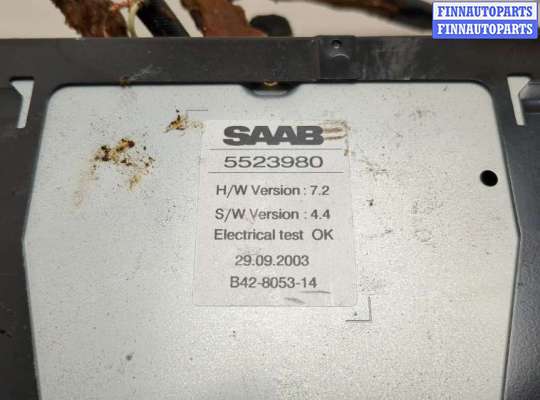 FINNAUTOPARTS
FINNAUTOPARTS
SAAB
5523980
H/W Version : 7.2
S/W Version : 4.4
Electrical test OK
29.09.2003
B42-8053-14